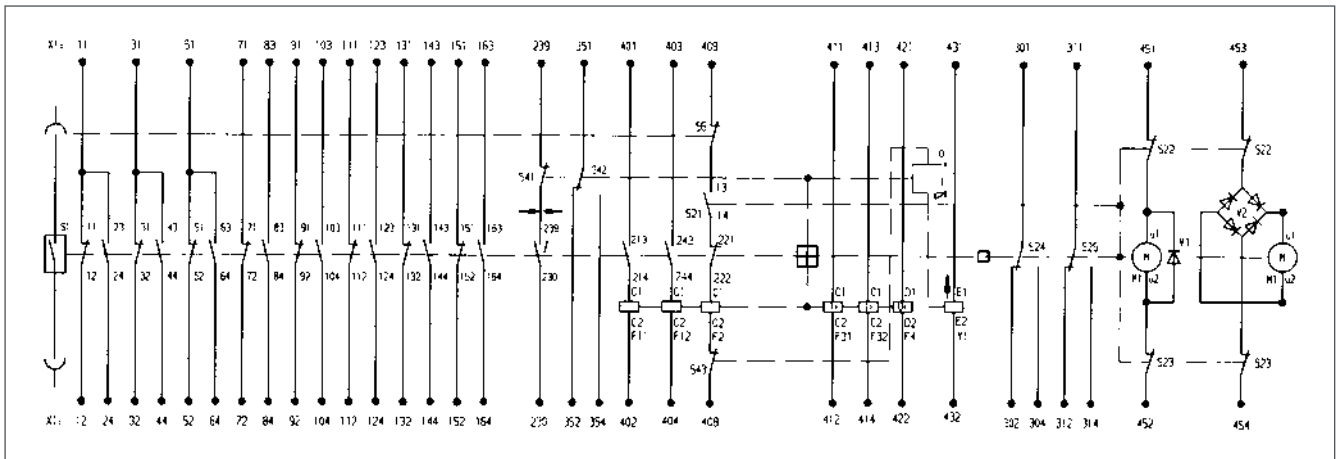 X1: 11 31 51 71 83 91 103 111 123 131 143 151 163 239 351 401 403 409 411 413 421 431 301 311 451 453
S6
S22 S22
S41 S42 0
13 I
S21 14
V2
S1 11 23 31 43 51 63 71 83 91 103 111 123 131 143 151 163 239 213 243 221 S24 S25 u1 V1 u1
M M
12 24 32 44 52 64 72 84 92 104 112 124 132 144 152 164 230 214 244 222 M1 u2 M1 u2
C1 C1 C1 C1 C1 D1 E1
C2 C2 C2 C2 C2 D2 E2
F11 F12 F2 F31 F32 F4 Y1
S43 S23 S23
X1: 12 24 32 44 52 64 72 84 92 104 112 124 132 144 152 164 230 352 354 402 404 408 412 414 422 432 302 304 312 314 452 454